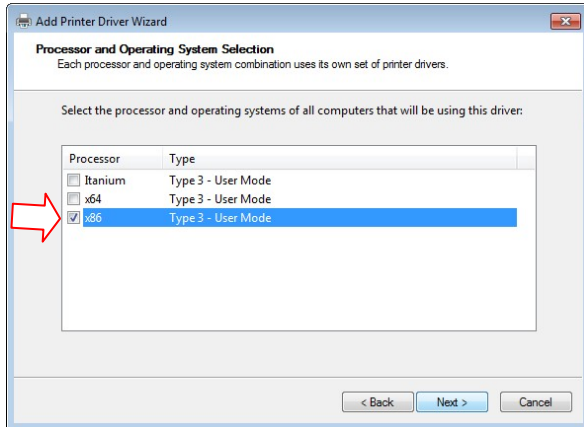 Add Printer Driver Wizard
Processor and Operating System Selection
Each processor and operating system combination uses its own set of printer drivers.
Select the processor and operating systems of all computers that will be using this driver:
Processor Type
Itanium Type 3 - User Mode
x64 Type 3 - User Mode
x86 Type 3 - User Mode
< Back Next > Cancel